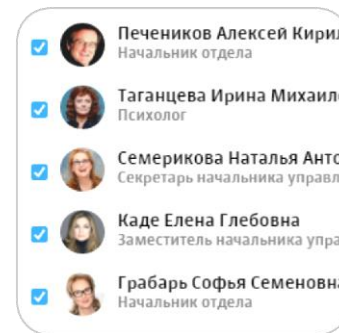 Печеников Алексей Кирил
Начальник отдела
Таганцева Ирина Михайл
Психолог
Семерикова Наталья Анто
Секретарь начальника управл
Каде Елена Глебовна
Заместитель начальника упра
Грабарь Софья Семеновна
Начальник отдела